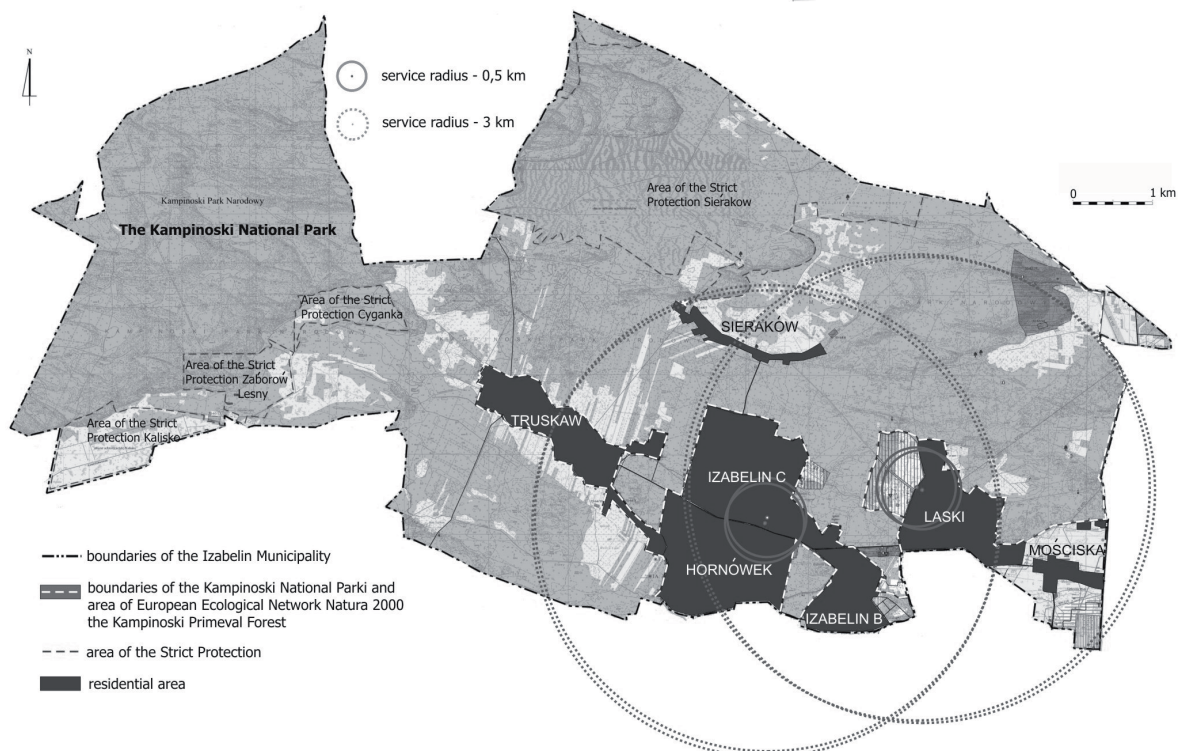 N
service radius - 0,5 km
service radius - 3 km
0 1 km
Area of the Strict
Protection Sierakow
Kampinoski Park Narodowy
The Kampinoski National Park
Area of the Strict
Protection Cyganka
SIERAKÓW
Area of the Strict
Protection Zaborow
Lesny
TRUSKAW
Area of the Strict
Protection Kalisko
IZABELIN C
LASKI
MOŚCISKA
HORNÓWEK
IZABELIN B
boundaries of the Izabelin Municipality
boundaries of the Kampinoski National Parki and
area of European Ecological Network Natura 2000
the Kampinoski Primeval Forest
area of the Strict Protection
residential area